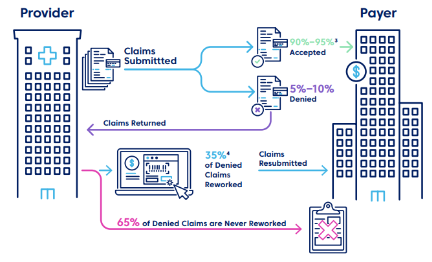 Provider
Payer
Claims
Submittted
90%–95%³
Accepted
5%–10%
Denied
Claims Returned
35%⁴
of Denied
Claims
Reworked
Claims
Resubmitted
65% of Denied Claims are Never Reworked